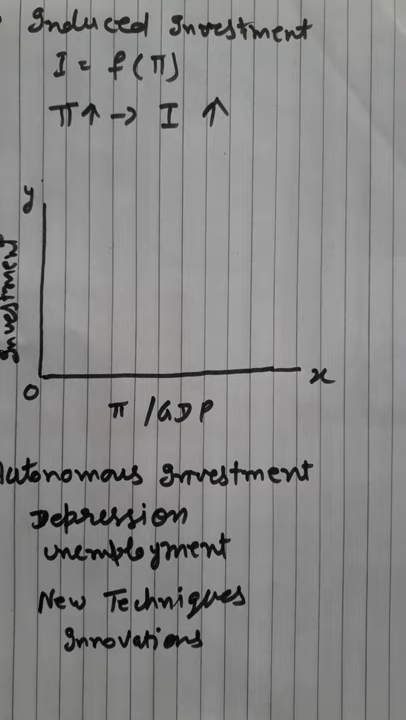 Induced Investment
I = f(π)
π↑ → I ↑
y
Investment
0
x
π /GDP
Autonomous Investment
Depression
unemployment
New Techniques
Innovations